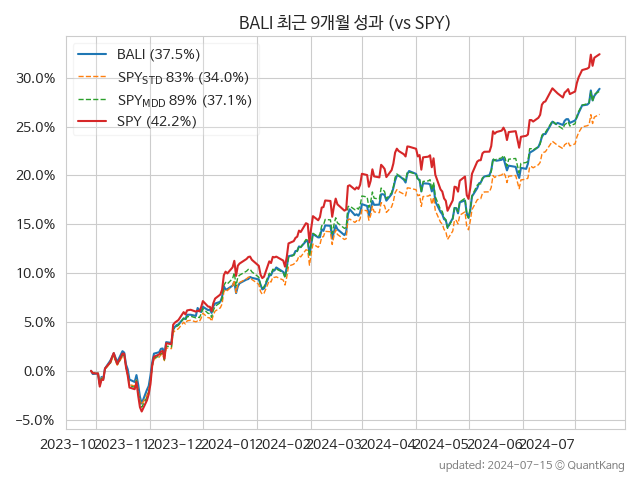 BALI 최근 9개월 성과 (vs SPY)
BALI (37.5%)
SPY_STD 83% (34.0%)
SPY_MDD 89% (37.1%)
SPY (42.2%)
30.0%
25.0%
20.0%
15.0%
10.0%
5.0%
0.0%
−5.0%
2023-10 2023-11 2023-12 2024-01 2024-02 2024-03 2024-04 2024-05 2024-06 2024-07
updated: 2024-07-15 © QuantKang